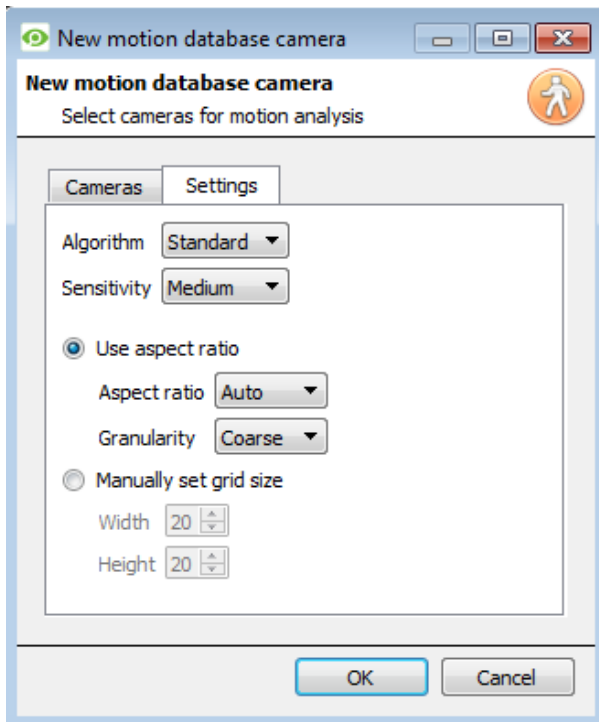 New motion database camera
New motion database camera
Select cameras for motion analysis
Cameras Settings
Algorithm Standard
Sensitivity Medium
Use aspect ratio
Aspect ratio Auto
Granularity Coarse
Manually set grid size
Width 20
Height 20
OK Cancel